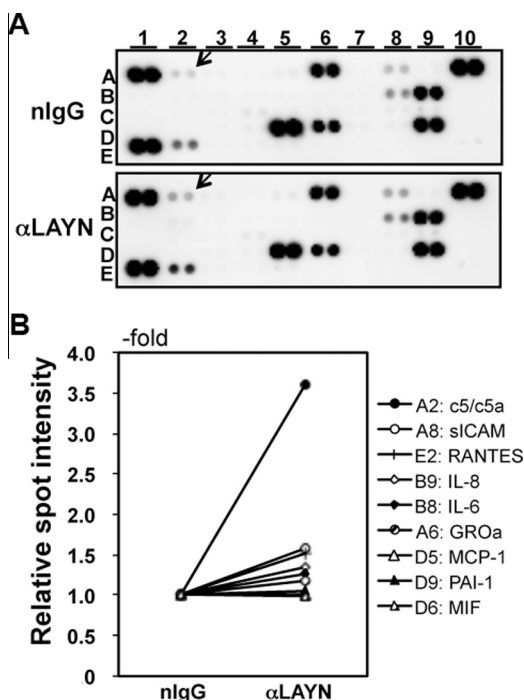 A
1 2 3 4 5 6 7 8 9 10
nIgG
A
B
C
D
E
αLAYN
A
B
C
D
E
B
-fold
Relative spot intensity
4.0
3.5
3.0
2.5
2.0
1.5
1.0
0.5
0
nIgG αLAYN
A2: c5/c5a
A8: sICAM
E2: RANTES
B9: IL-8
B8: IL-6
A6: GROa
D5: MCP-1
D9: PAI-1
D6: MIF